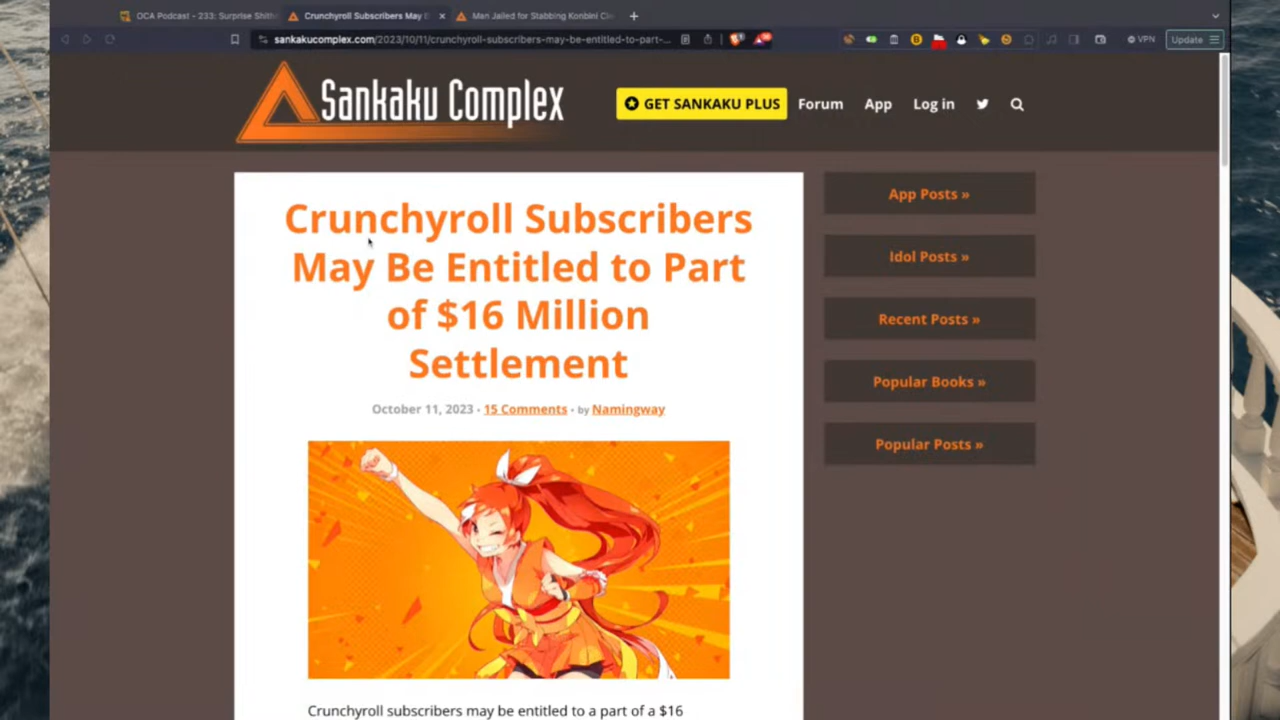 OCA Podcast - 233: Surprise Shitt
Crunchyroll Subscribers May B
Man Jailed for Stabbing Konbini Cl
sankakucomplex.com/2023/10/11/crunchyroll-subscribers-may-be-entitled-to-part-...
VPN
Update
Sankaku Complex
GET SANKAKU PLUS
Forum
App
Log in
Crunchyroll Subscribers
May Be Entitled to Part
of $16 Million
Settlement
October 11, 2023 · 15 Comments · by Namingway
App Posts »
Idol Posts »
Recent Posts »
Popular Books »
Popular Posts »
Crunchyroll subscribers may be entitled to a part of a $16